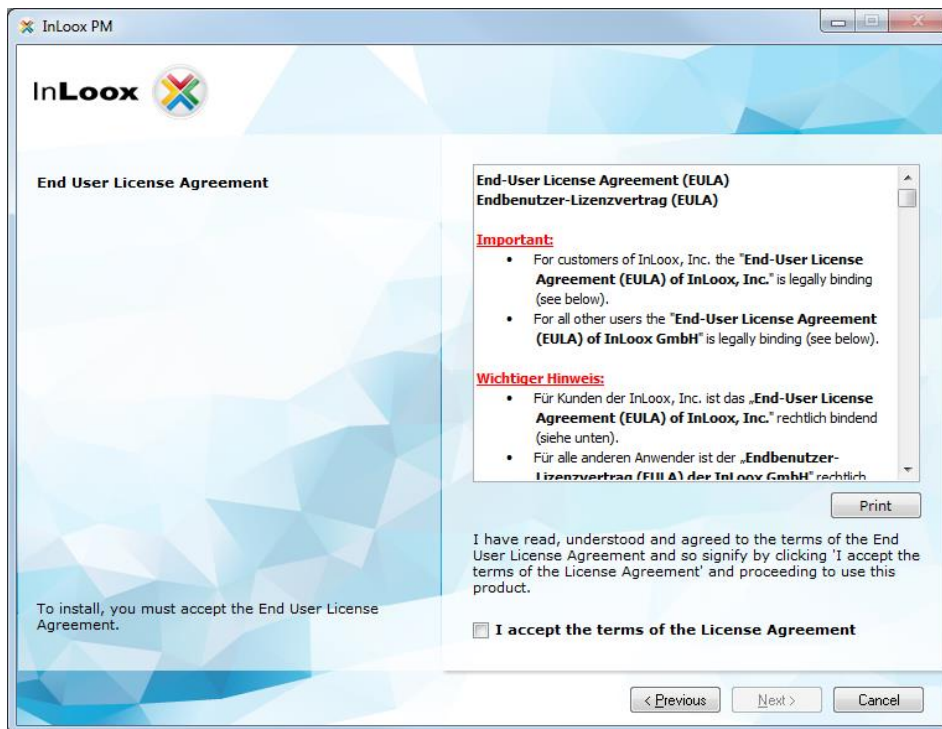 InLoox PM
InLoox
End User License Agreement
To install, you must accept the End User License
Agreement.
End-User License Agreement (EULA)
Endbenutzer-Lizenzvertrag (EULA)
Important:
• For customers of InLoox, Inc. the "End-User License
Agreement (EULA) of InLoox, Inc." is legally binding
(see below).
• For all other users the "End-User License Agreement
(EULA) of InLoox GmbH" is legally binding (see below).
Wichtiger Hinweis:
• Für Kunden der InLoox, Inc. ist das „End-User License
Agreement (EULA) of InLoox, Inc." rechtlich bindend
(siehe unten).
• Für alle anderen Anwender ist der „Endbenutzer-
Lizenzvertrag (EULA) der InLoox GmbH" rechtlich
Print
I have read, understood and agreed to the terms of the End
User License Agreement and so signify by clicking 'I accept the
terms of the License Agreement' and proceeding to use this
product.
I accept the terms of the License Agreement
< Previous
Next >
Cancel